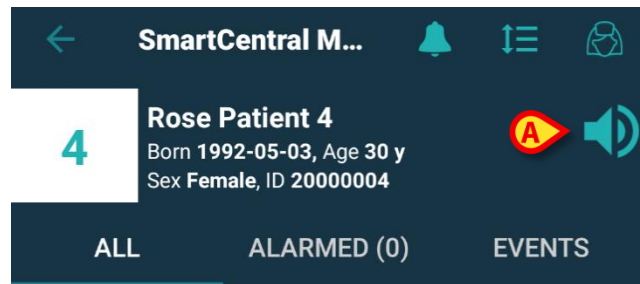 SmartCentral M...
4
Rose Patient 4
Born 1992-05-03, Age 30 y
Sex Female, ID 20000004
A
ALL
ALARMED (0)
EVENTS